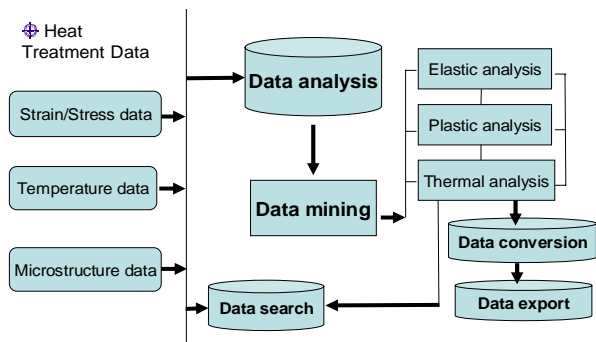 Heat
Treatment Data
Strain/Stress data
Temperature data
Microstructure data
Data analysis
Data mining
Data search
Elastic analysis
Plastic analysis
Thermal analysis
Data conversion
Data export